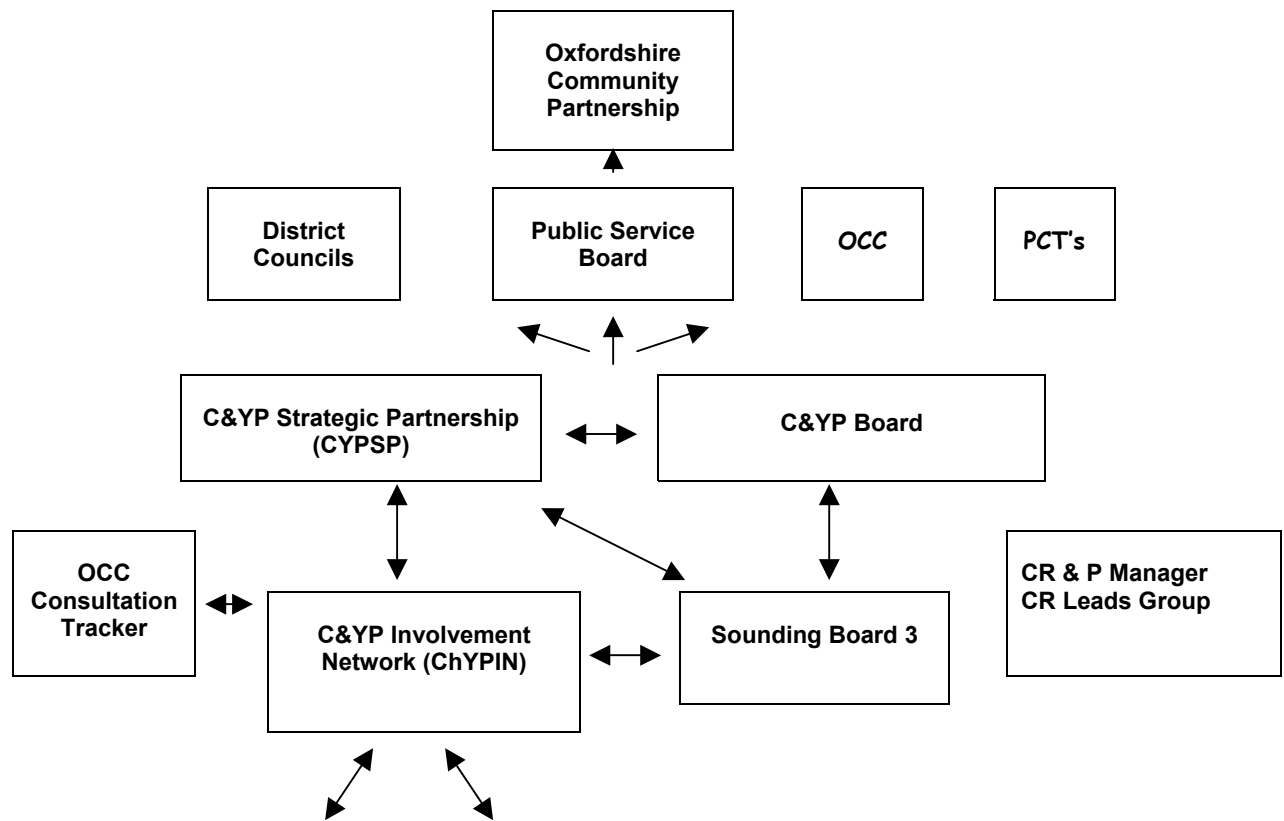 Oxfordshire
Community
Partnership
District
Councils
Public Service
Board
OCC
PCT's
C&YP Strategic Partnership
(CYPSP)
C&YP Board
OCC
Consultation
Tracker
C&YP Involvement
Network (ChYPIN)
Sounding Board 3
CR & P Manager
CR Leads Group